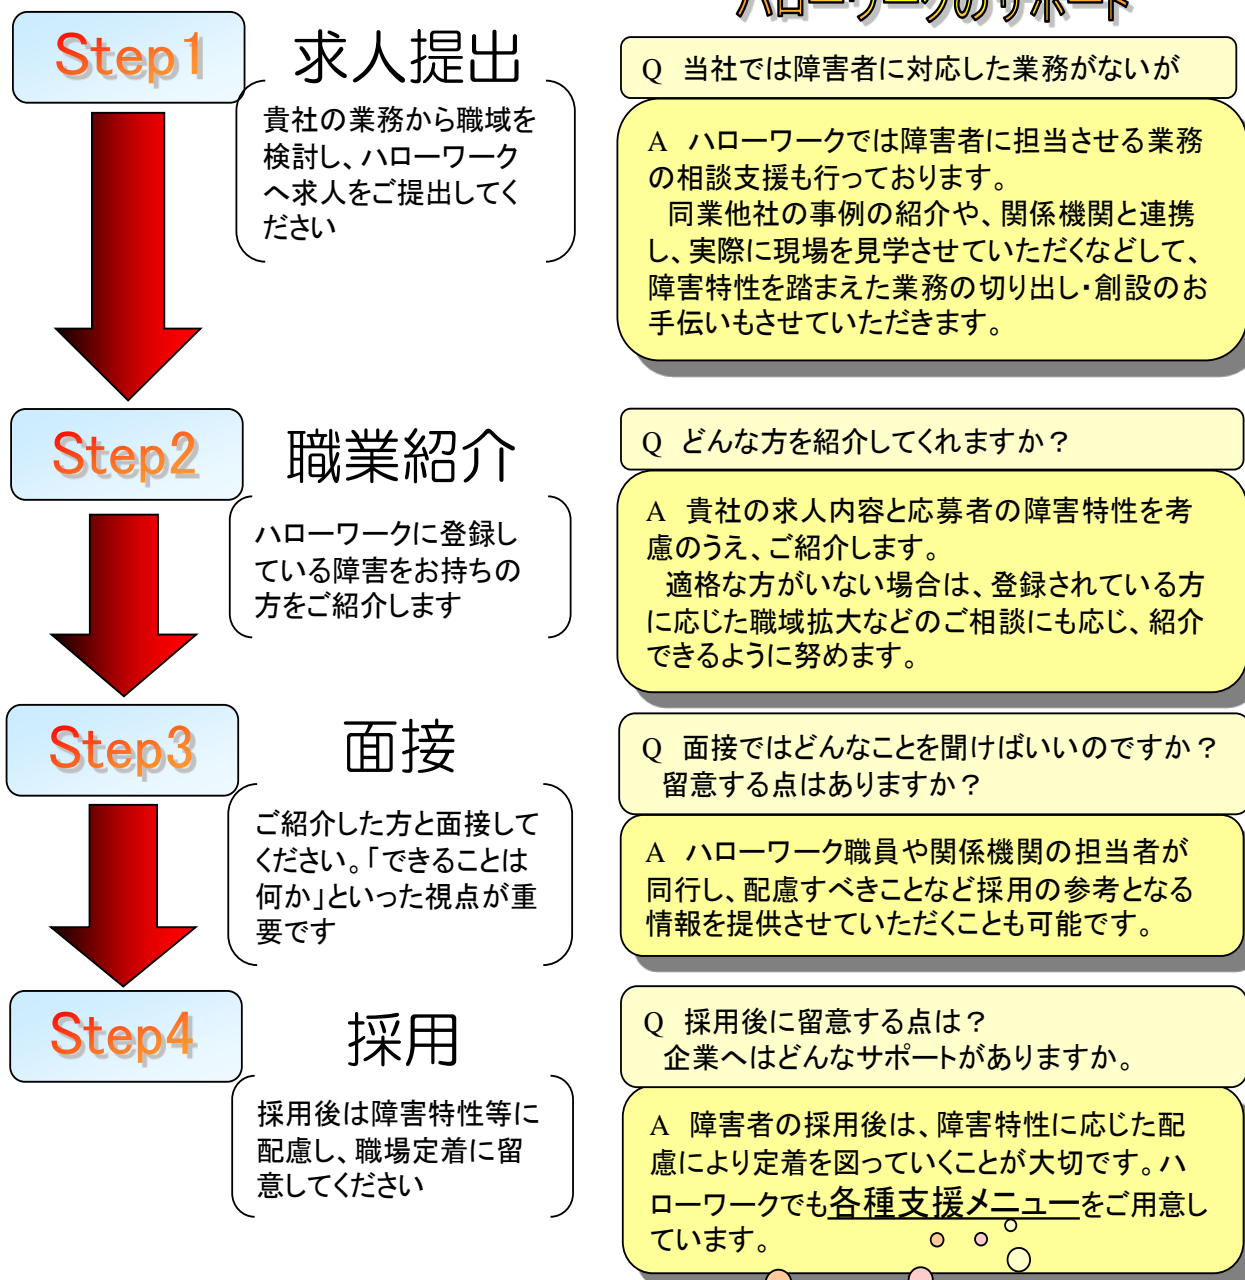 ハローワークのサポート
Step1
求人提出
貴社の業務から職域を
検討し、ハローワーク
へ求人をご提出してく
ださい
Q 当社では障害者に対応した業務がないが
A ハローワークでは障害者に担当させる業務
の相談支援も行っております。
同業他社の事例の紹介や、関係機関と連携
し、実際に現場を見学させていただくなどして、
障害特性を踏まえた業務の切り出し・創設のお
手伝いもさせていただきます。
Step2
職業紹介
ハローワークに登録し
ている障害をお持ちの
方をご紹介します
Q どんな方を紹介してくれますか？
A 貴社の求人内容と応募者の障害特性を考
慮のうえ、ご紹介します。
適格な方がいない場合は、登録されている方
に応じた職域拡大などのご相談にも応じ、紹介
できるように努めます。
Step3
面接
ご紹介した方と面接して
ください。「できることは
何か」といった視点が重
要です
Q 面接ではどんなことを聞けばいいのですか？
留意する点はありますか？
A ハローワーク職員や関係機関の担当者が
同行し、配慮すべきことなど採用の参考となる
情報を提供させていただくことも可能です。
Step4
採用
採用後は障害特性等に
配慮し、職場定着に留
意してください
Q 採用後に留意する点は？
企業へはどんなサポートがありますか。
A 障害者の採用後は、障害特性に応じた配
慮により定着を図っていくことが大切です。ハ
ローワークでも各種支援メニューをご用意し
ています。